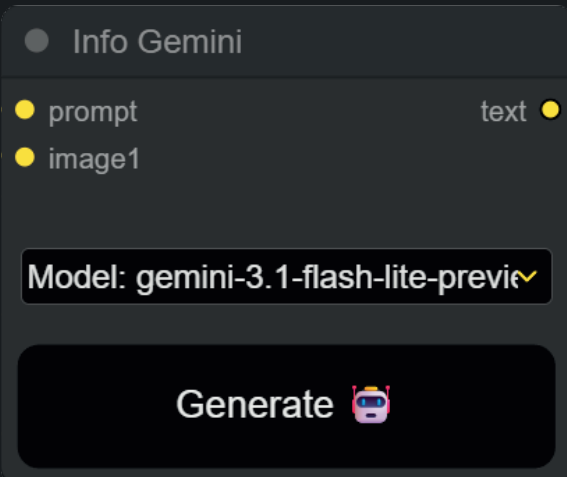 Info Gemini
prompt
text
image1
Model: gemini-3.1-flash-lite-previe
Generate